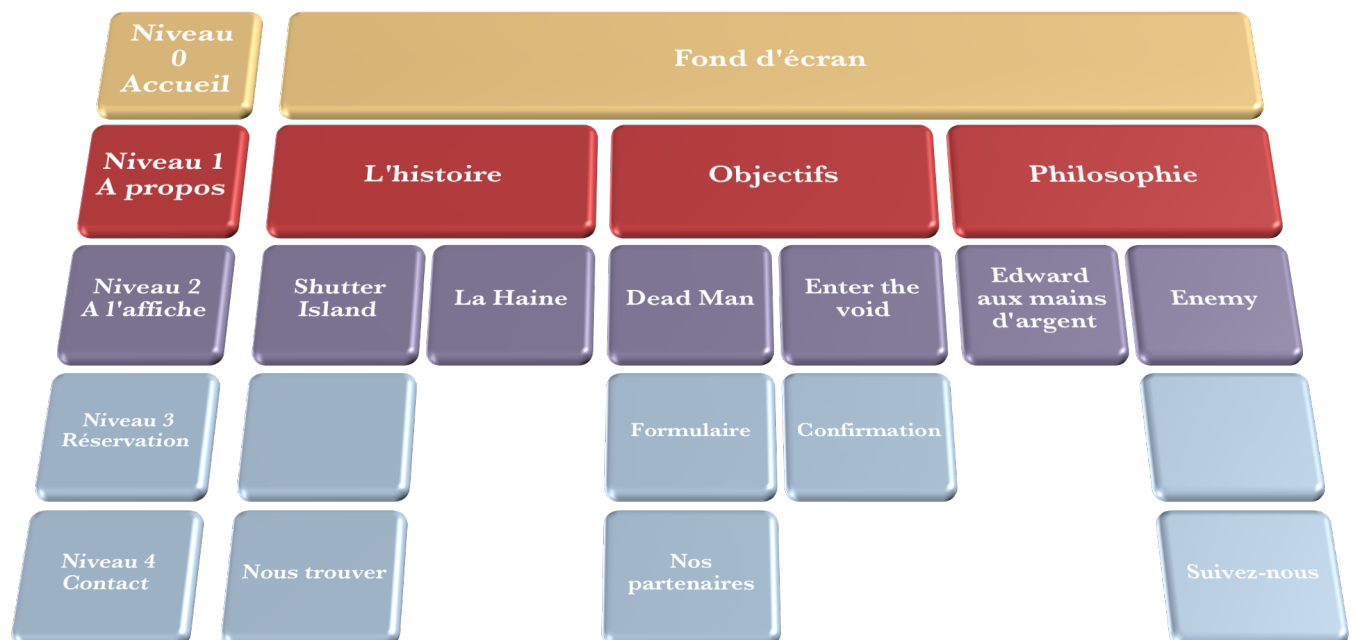 Niveau
0
Accueil
Fond d'écran
Niveau 1
A propos
L'histoire
Objectifs
Philosophie
Niveau 2
A l'affiche
Shutter
Island
La Haine
Dead Man
Enter the
void
Edward
aux mains
d'argent
Enemy
Niveau 3
Réservation
Formulaire
Confirmation
Niveau 4
Contact
Nous trouver
Nos
partenaires
Suivez-nous